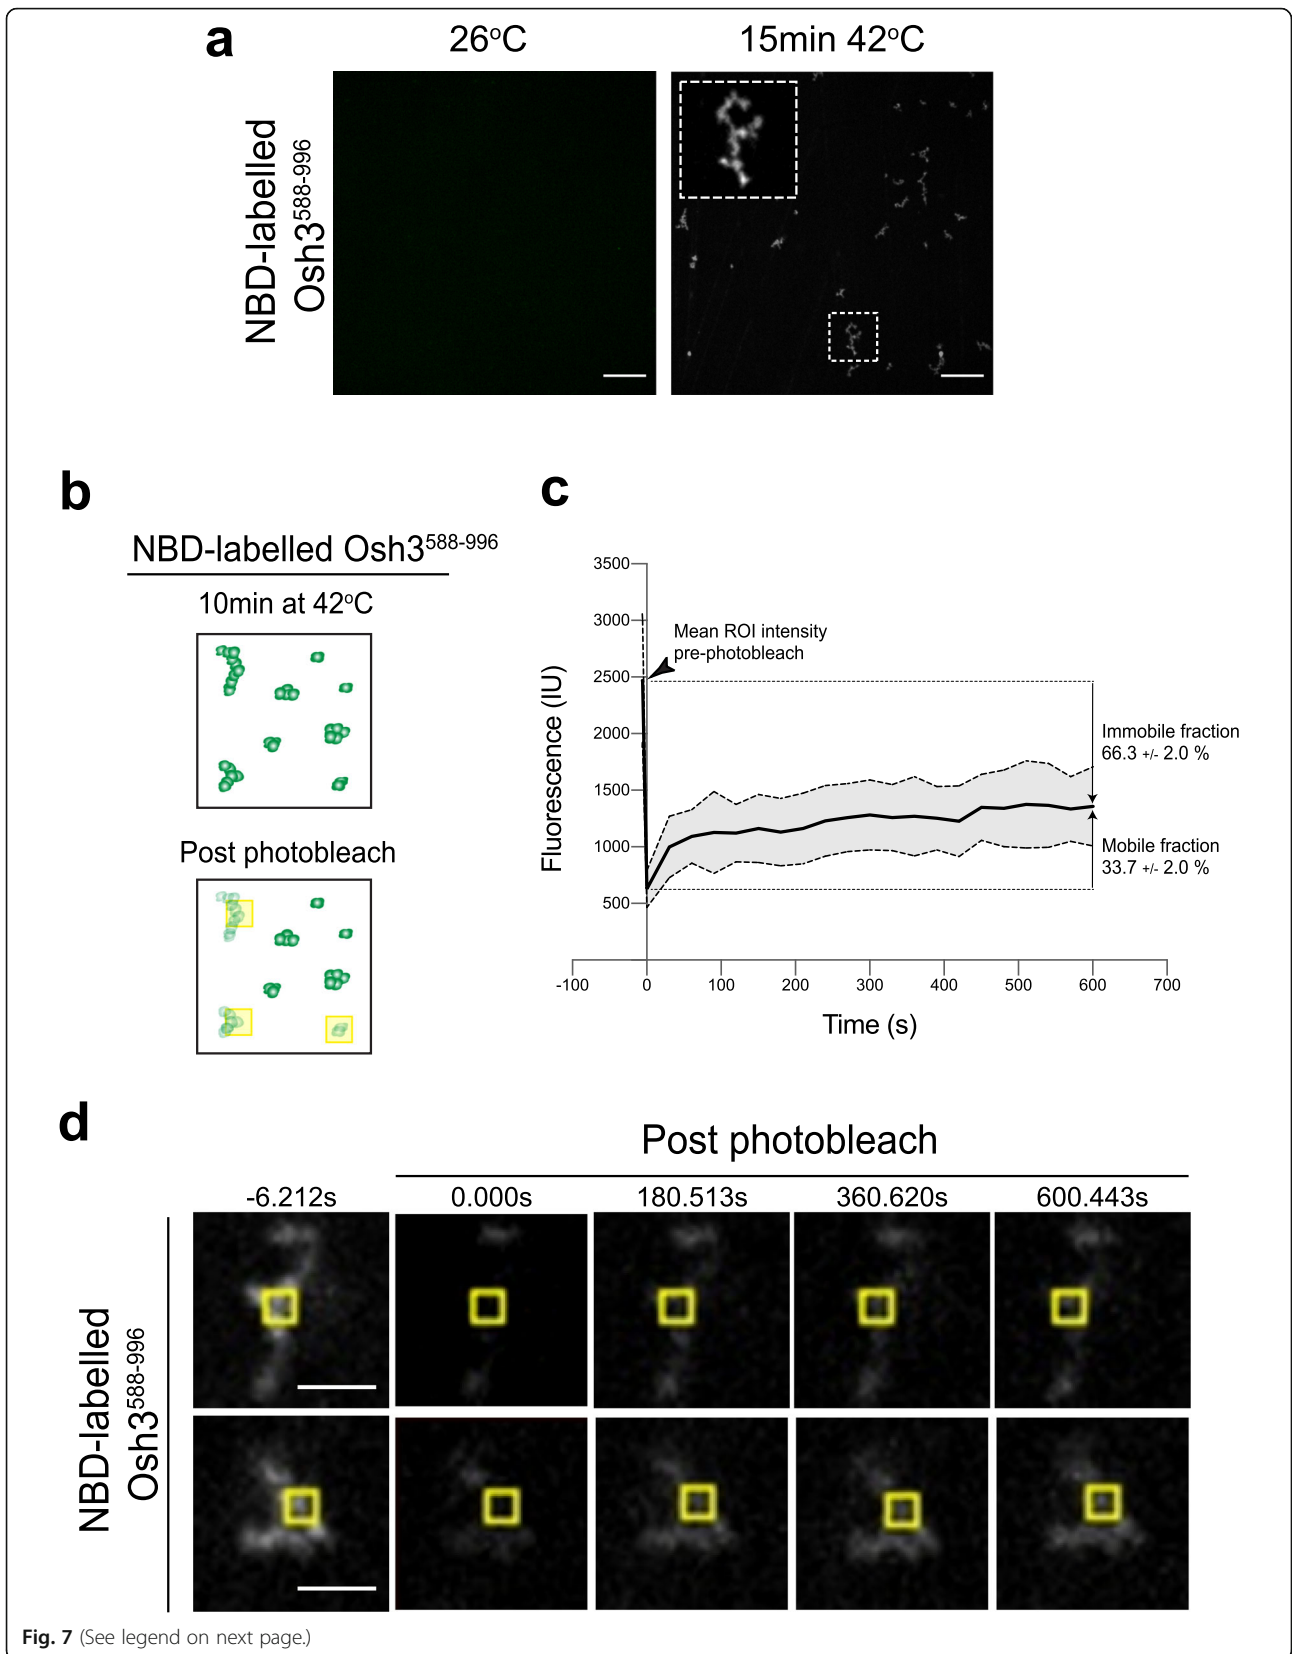 a
26°C
15min 42°C
NBD-labelled
Osh3588-996
b
NBD-labelled Osh3588-996
10min at 42°C
Post photobleach
c
Fluorescence (IU)
3500
3000
2500
2000
1500
1000
500
Mean ROI intensity
pre-photobleach
Immobile fraction
66.3 +/- 2.0 %
Mobile fraction
33.7 +/- 2.0 %
-100 0 100 200 300 400 500 600 700
Time (s)
d
Post photobleach
-6.212s 0.000s 180.513s 360.620s 600.443s
NBD-labelled
Osh3588-996
Fig. 7 (See legend on next page.)